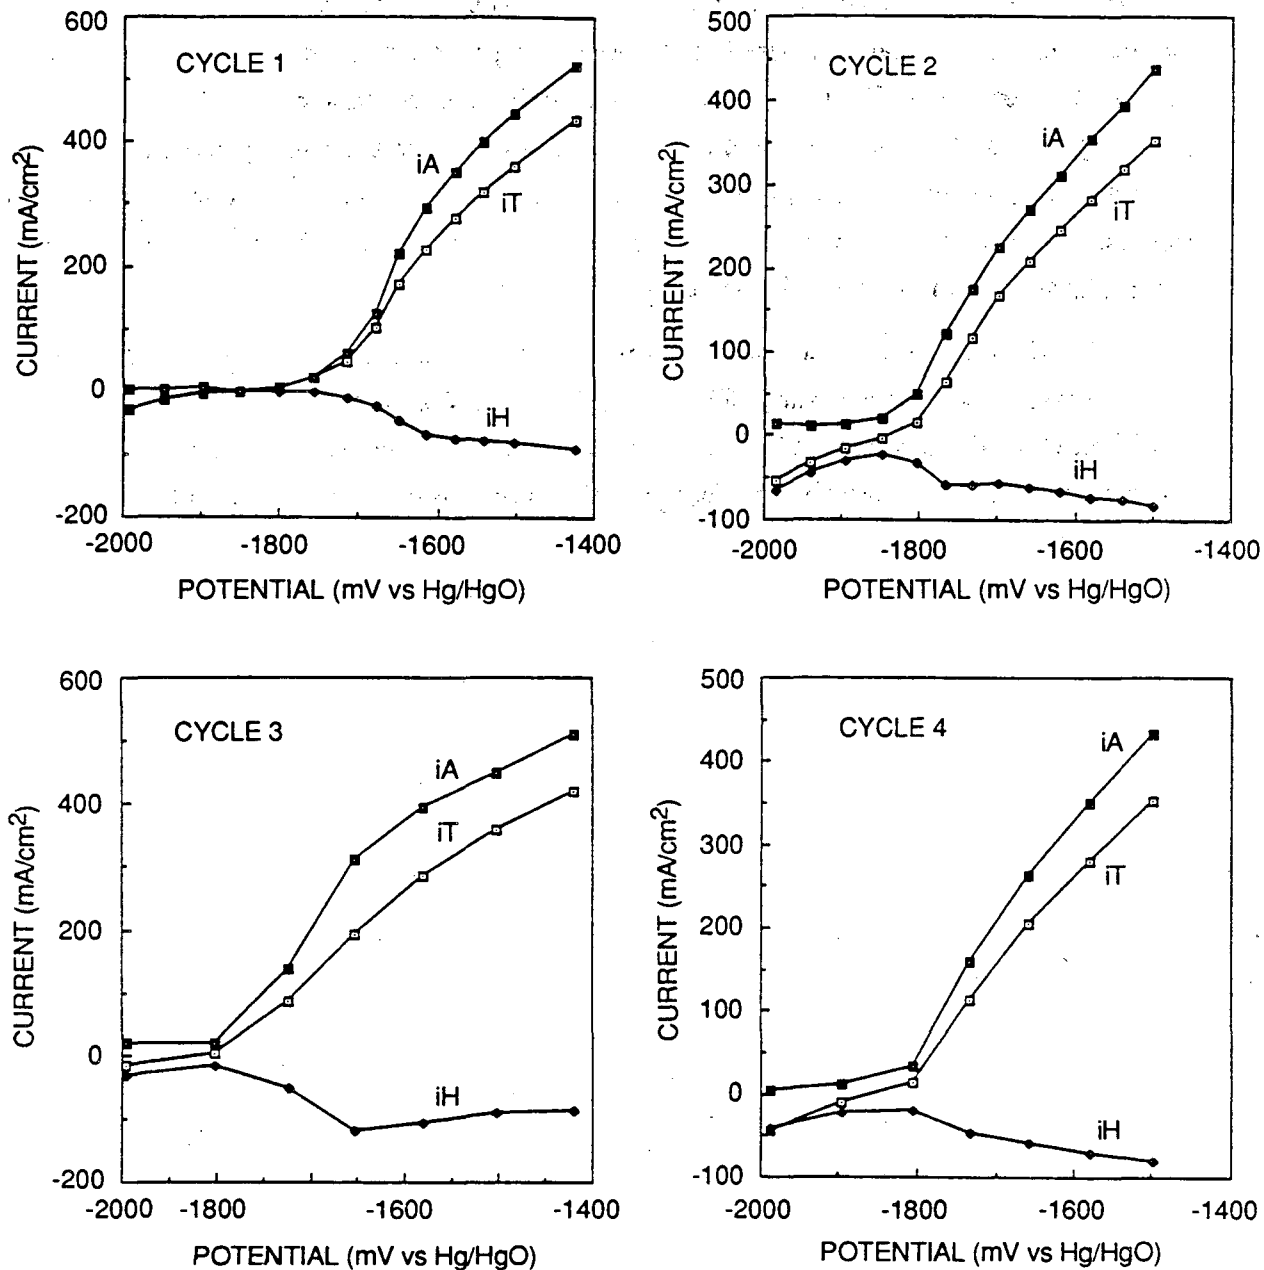 600
400
200
0
-200
CURRENT (mA/cm2)
CYCLE 1
iA
iT
iH
-2000
-1800
-1600
-1400
POTENTIAL (mV vs Hg/HgO)
500
400
300
200
100
0
-100
CURRENT (mA/cm2)
CYCLE 2
iA
iT
iH
-2000
-1800
-1600
-1400
POTENTIAL (mV vs Hg/HgO)
600
400
200
0
-200
CURRENT (mA/cm2)
CYCLE 3
iA
iT
iH
-2000
-1800
-1600
-1400
POTENTIAL (mV vs Hg/HgO)
500
400
300
200
100
0
-100
CURRENT (mA/cm2)
CYCLE 4
iA
iT
iH
-2000
-1800
-1600
-1400
POTENTIAL (mV vs Hg/HgO)